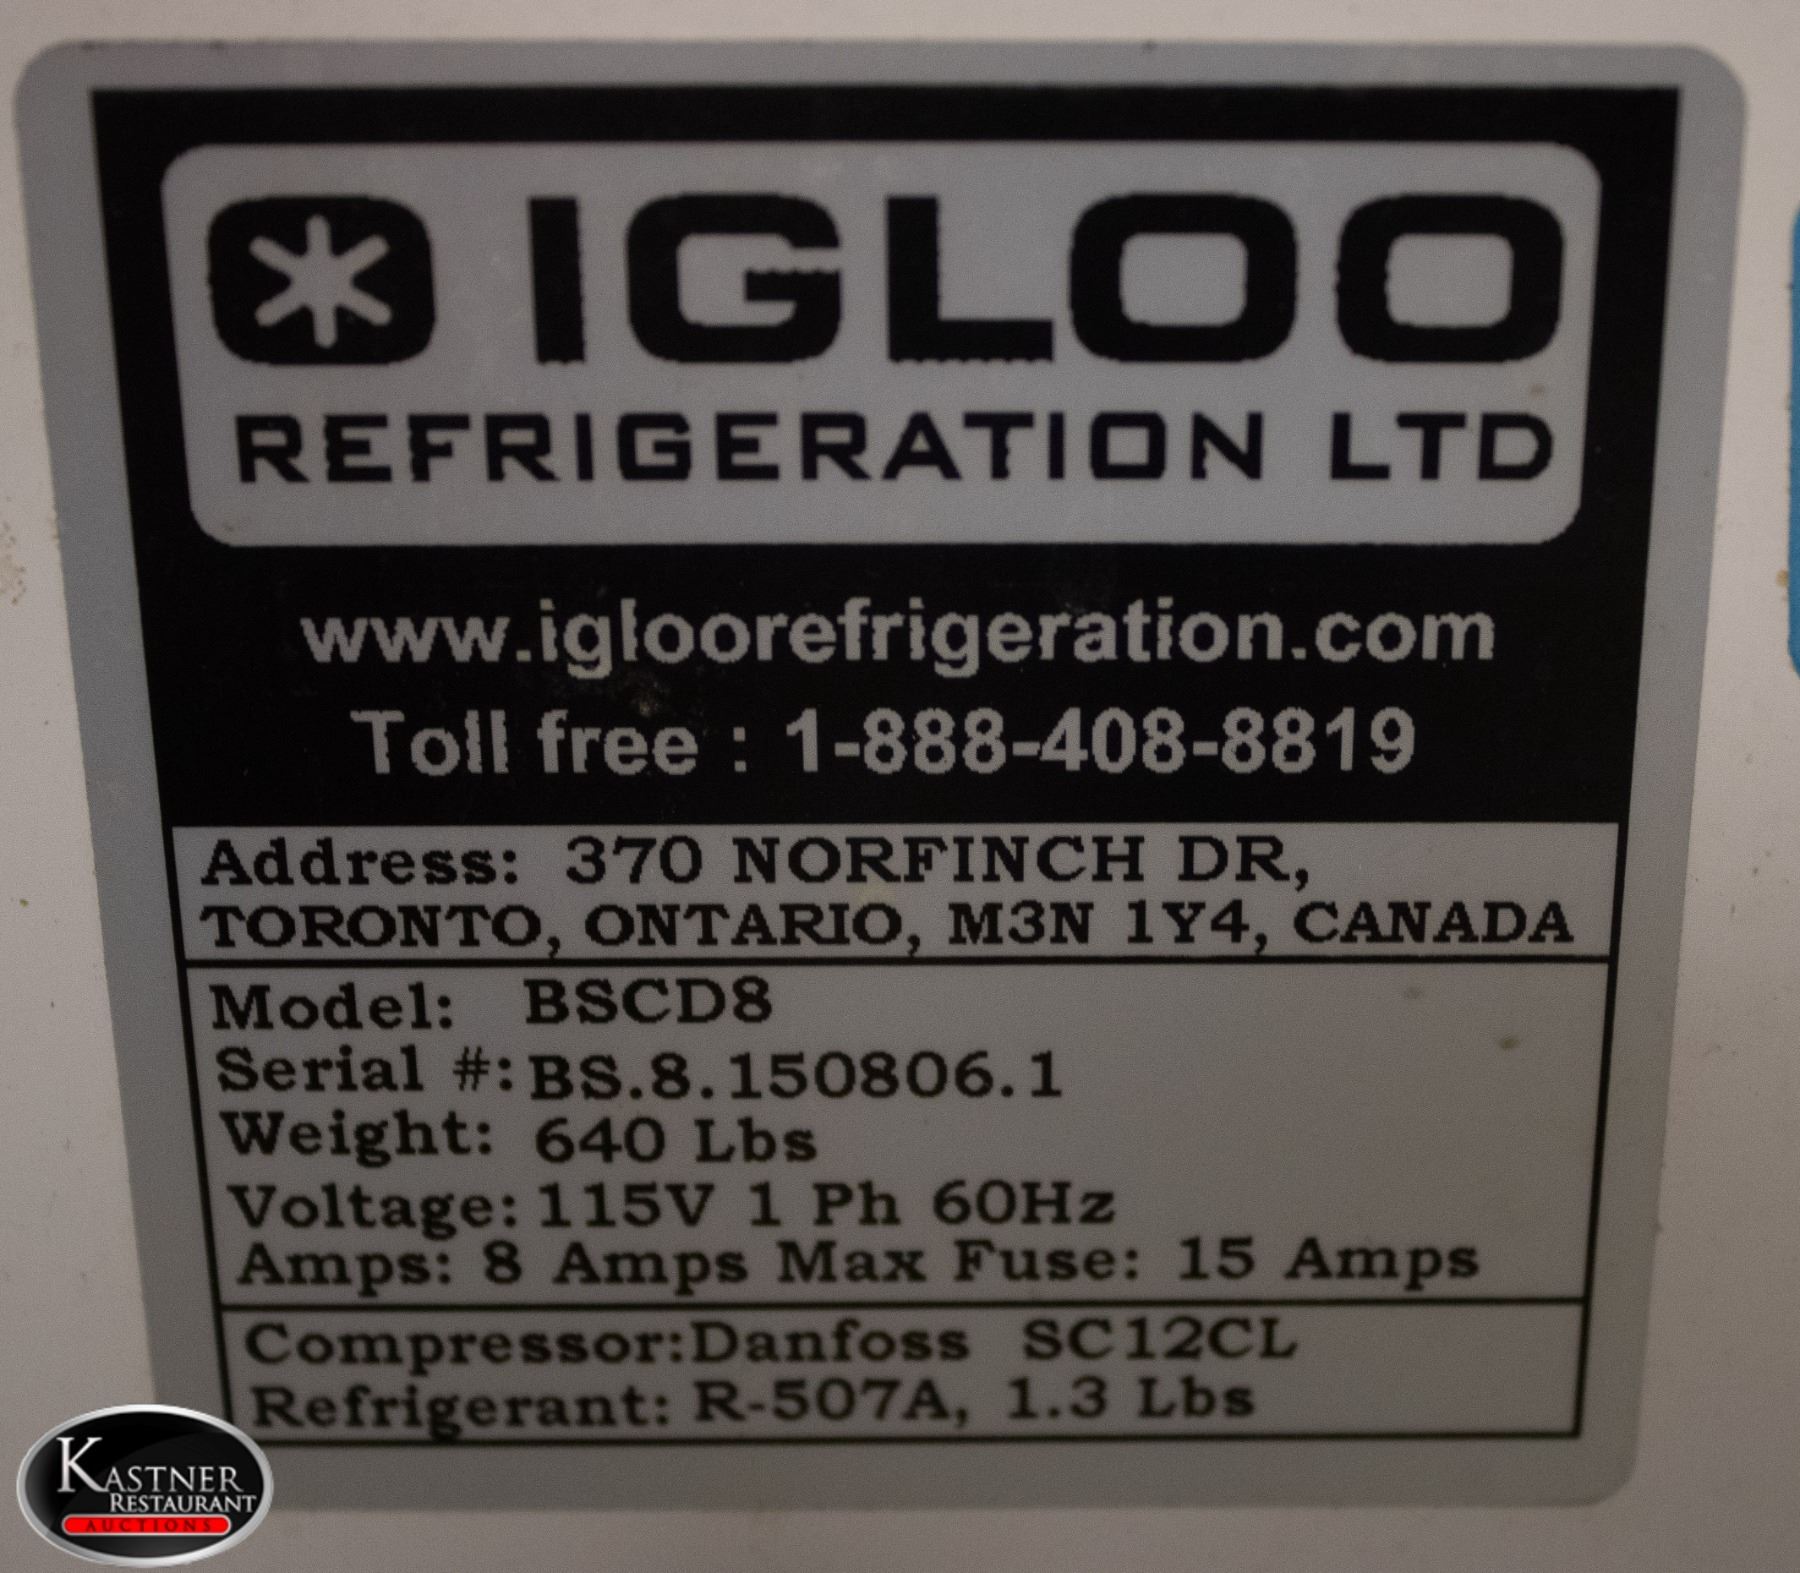 IGLOO
REFRIGERATION LTD
www.igloorefrigeration.com
Toll free : 1-888-408-8819
Address: 370 NORFINCH DR,
TORONTO, ONTARIO, M3N 1Y4, CANADA
Model: BSCD8
Serial #: BS.8.150806.1
Weight: 640 Lbs
Voltage: 115V 1 Ph 60Hz
Amps: 8 Amps Max Fuse: 15 Amps
Compressor:Danfoss SC12CL
Refrigerant: R-507A, 1.3 Lbs
KASTNER
RESTAURANT
AUCTIONS